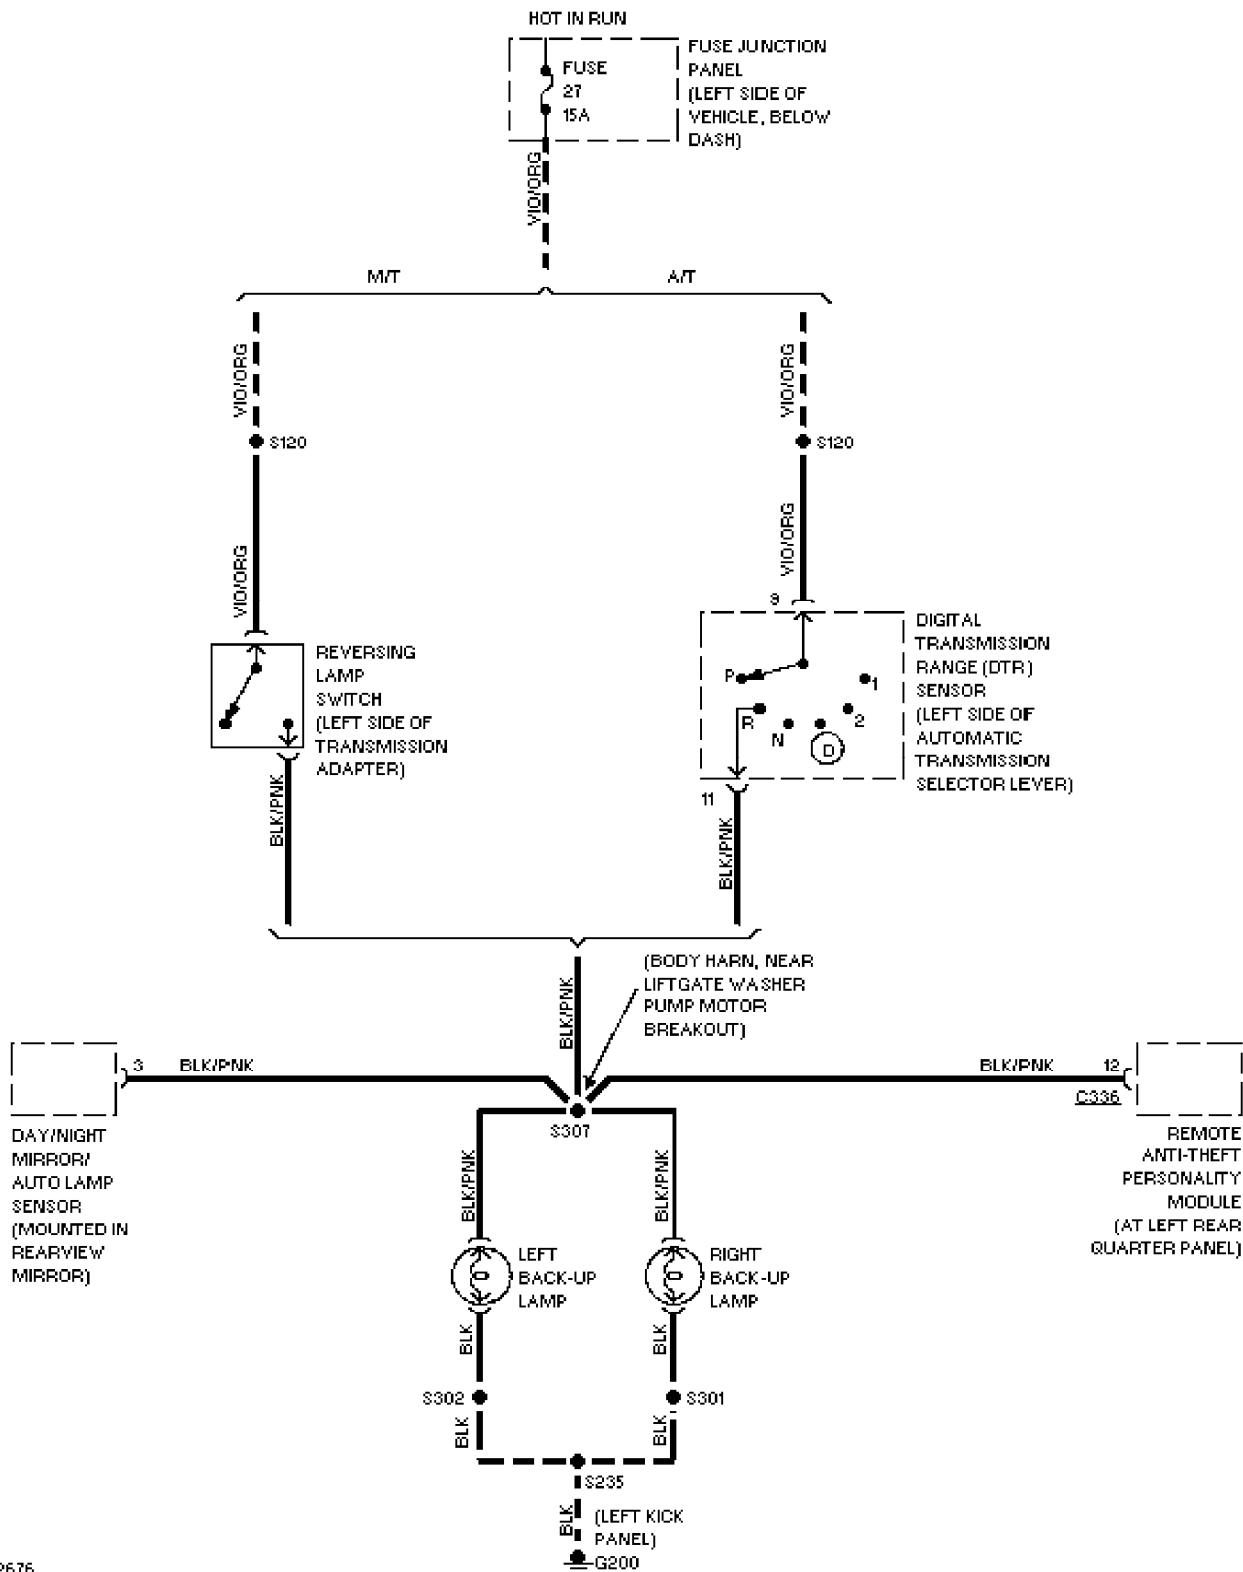 HOT IN RUN
FUSE
27
15A
FUSE JUNCTION
PANEL
(LEFT SIDE OF
VEHICLE, BELOW
DASH)
VIO/ORG
M/T
A/T
VIO/ORG
VIO/ORG
S120
S120
VIO/ORG
VIO/ORG
9
REVERSING
LAMP
SWITCH
(LEFT SIDE OF
TRANSMISSION
ADAPTER)
P
R
N
D
2
1
DIGITAL
TRANSMISSION
RANGE (DTR)
SENSOR
(LEFT SIDE OF
AUTOMATIC
TRANSMISSION
SELECTOR LEVER)
11
BLK/PNK
BLK/PNK
(BODY HARN, NEAR
LIFTGATE WASHER
PUMP MOTOR
BREAKOUT)
BLK/PNK
3
BLK/PNK
BLK/PNK
12
C336
S307
DAY/NIGHT
MIRROR/
AUTO LAMP
SENSOR
(MOUNTED IN
REARVIEW
MIRROR)
REMOTE
ANTI-THEFT
PERSONALITY
MODULE
(AT LEFT REAR
QUARTER PANEL)
BLK/PNK
BLK/PNK
LEFT
BACK-UP
LAMP
RIGHT
BACK-UP
LAMP
BLK
BLK
S302
S301
BLK
BLK
S235
BLK
(LEFT KICK
PANEL)
G200